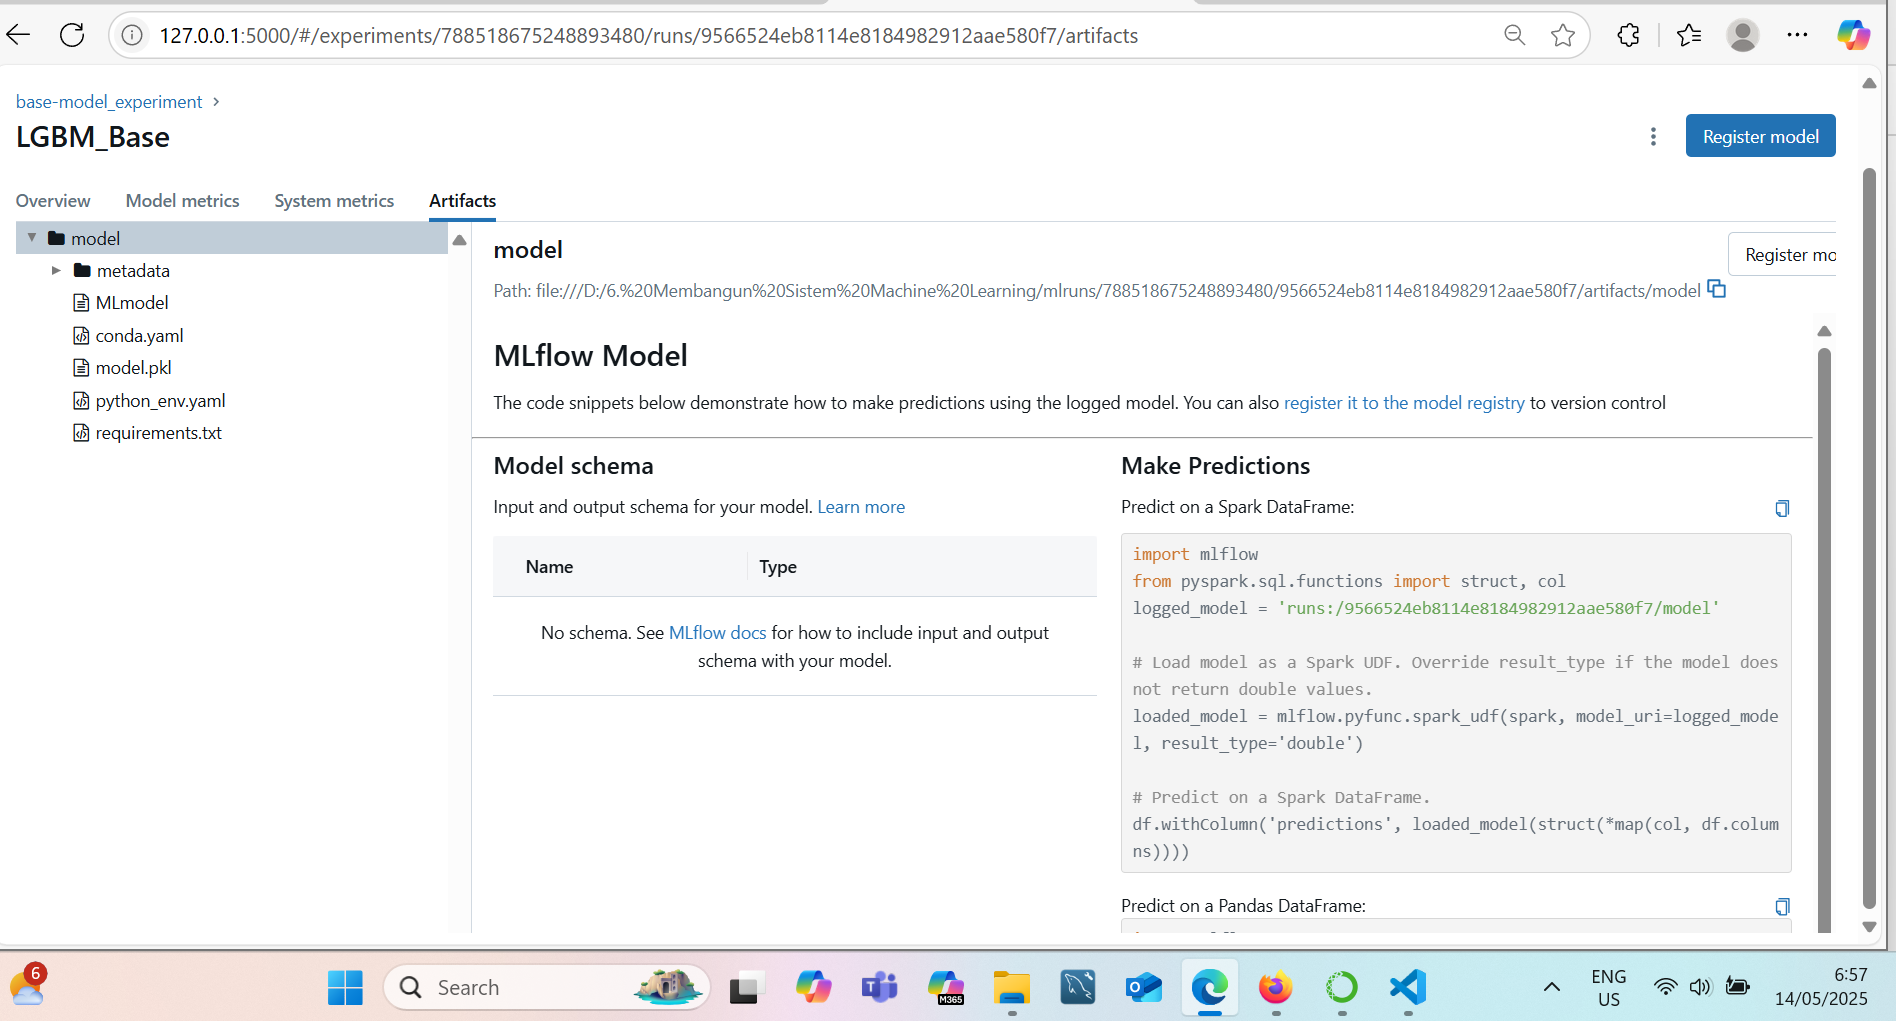 127.0.0.1:5000/#/experiments/788518675248893480/runs/9566524eb8114e8184982912aae580f7/artifacts
base-model_experiment
LGBM_Base
Register model
Overview
Model metrics
System metrics
Artifacts
model
metadata
MLmodel
conda.yaml
model.pkl
python_env.yaml
requirements.txt
model
Register mo
Path: file:///D:/6.%20Membangun%20Sistem%20Machine%20Learning/mlruns/788518675248893480/9566524eb8114e8184982912aae580f7/artifacts/model
MLflow Model
The code snippets below demonstrate how to make predictions using the logged model. You can also register it to the model registry to version control
Model schema
Input and output schema for your model. Learn more
Name
Type
No schema. See MLflow docs for how to include input and output
schema with your model.
Make Predictions
Predict on a Spark DataFrame:
import mlflow
from pyspark.sql.functions import struct, col
logged_model = 'runs:/9566524eb8114e8184982912aae580f7/model'
# Load model as a Spark UDF. Override result_type if the model does
not return double values.
loaded_model = mlflow.pyfunc.spark_udf(spark, model_uri=logged_mode
l, result_type='double')
# Predict on a Spark DataFrame.
df.withColumn('predictions', loaded_model(struct(*map(col, df.colum
ns))))
Predict on a Pandas DataFrame:
6
Search
M365
ENG
US
6:57
14/05/2025